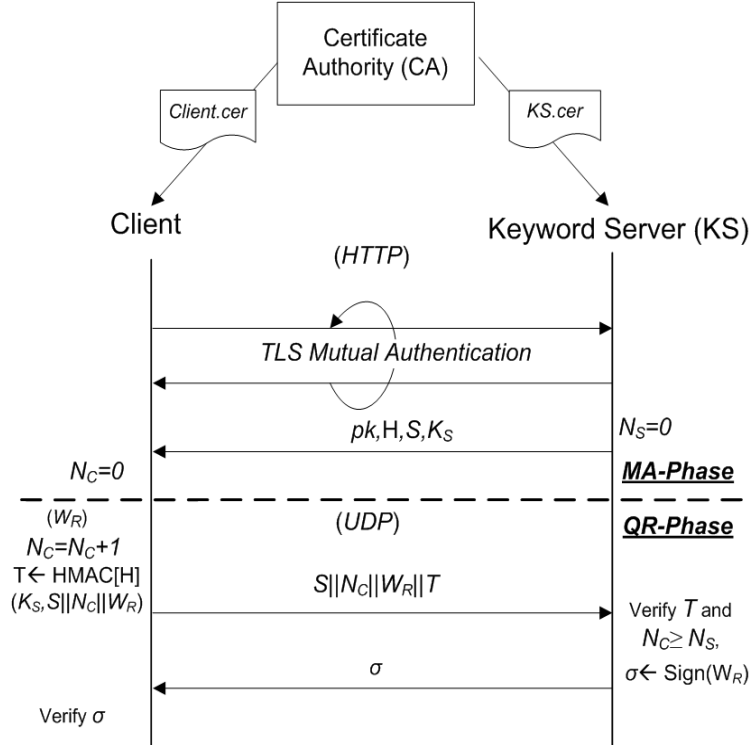 Certificate
Authority (CA)
Client.cer
KS.cer
Client
Keyword Server (KS)
(HTTP)
TLS Mutual Authentication
pk,H,S,K_S
N_S=0
N_C=0
MA-Phase
(W_R)
(UDP)
QR-Phase
N_C=N_C+1
T← HMAC[H]
(K_S,S||N_C||W_R)
S||N_C||W_R||T
Verify T and
N_C≥ N_S,
σ← Sign(W_R)
σ
Verify σ